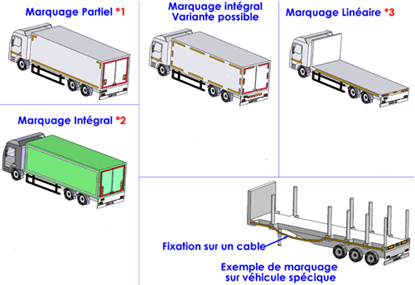 Marquage Partiel *1
Marquage intégral
Variante possible
Marquage Linéaire *3
Marquage Intégral *2
Fixation sur un cable
Exemple de marquage
sur véhicule spécique